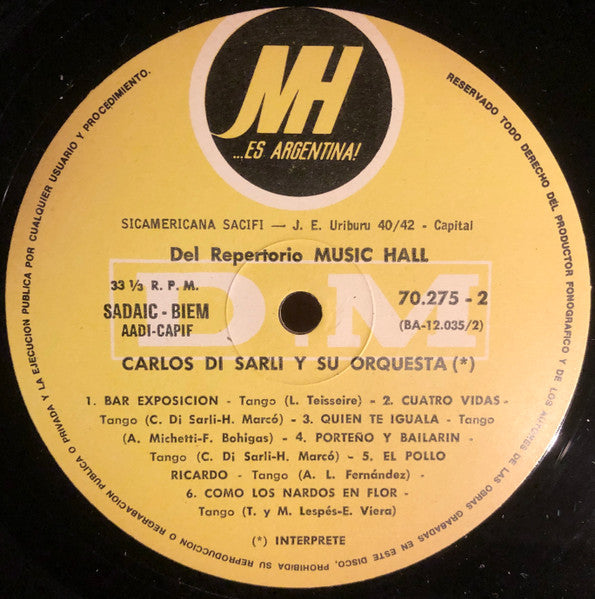 MH
...ES ARGENTINA!
SICAMERICANA SACIFI — J. E. Uriburu 40/42 - Capital
Del Repertorio MUSIC HALL
33 ⅓ R. P. M.
SADAIC - BIEM
AADI-CAPIF
70.275 - 2
(BA-12.035/2)
D.M
CARLOS DI SARLI Y SU ORQUESTA (*)
1. BAR EXPOSICION - Tango (L. Teisseire) - 2. CUATRO VIDAS -
Tango (C. Di Sarli-H. Marcó) - 3. QUIEN TE IGUALA - Tango
(A. Michetti-F. Bohigas) - 4. PORTEÑO Y BAILARIN -
Tango (C. Di Sarli-H. Marcó) - 5. EL POLLO
RICARDO - Tango (A. L. Fernández) -
6. COMO LOS NARDOS EN FLOR -
Tango (T. y M. Lespés-E. Viera)
(*) INTERPRETE
RESERVADO TODO DERECHO DEL PRODUCTOR FONOGRAFICO Y DE LOS AUTORES DE LAS OBRAS GRABADAS EN ESTE DISCO, PROHIBIDA SU REPRODUCCION O REGRABACION PUBLICA O PRIVADA Y LA EJECUCION PUBLICA POR CUALQUIER USUARIO Y PROCEDIMIENTO.